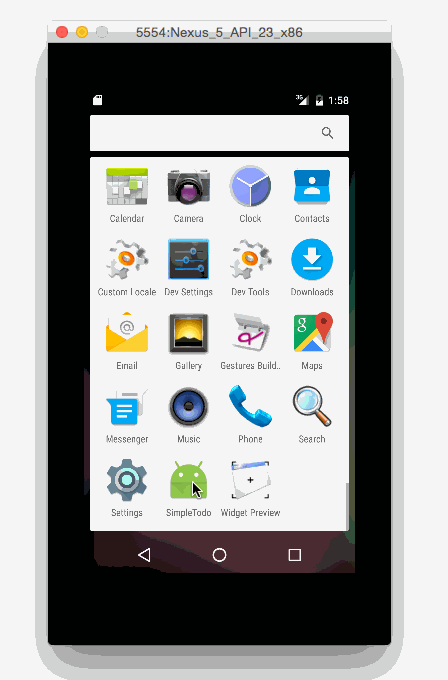 5554:Nexus_5_API_23_x86
3G 1:58
Calendar Camera Clock Contacts
Custom Locale Dev Settings Dev Tools Downloads
Email Gallery Gestures Build.. Maps
Messenger Music Phone Search
Settings SimpleTodo Widget Preview